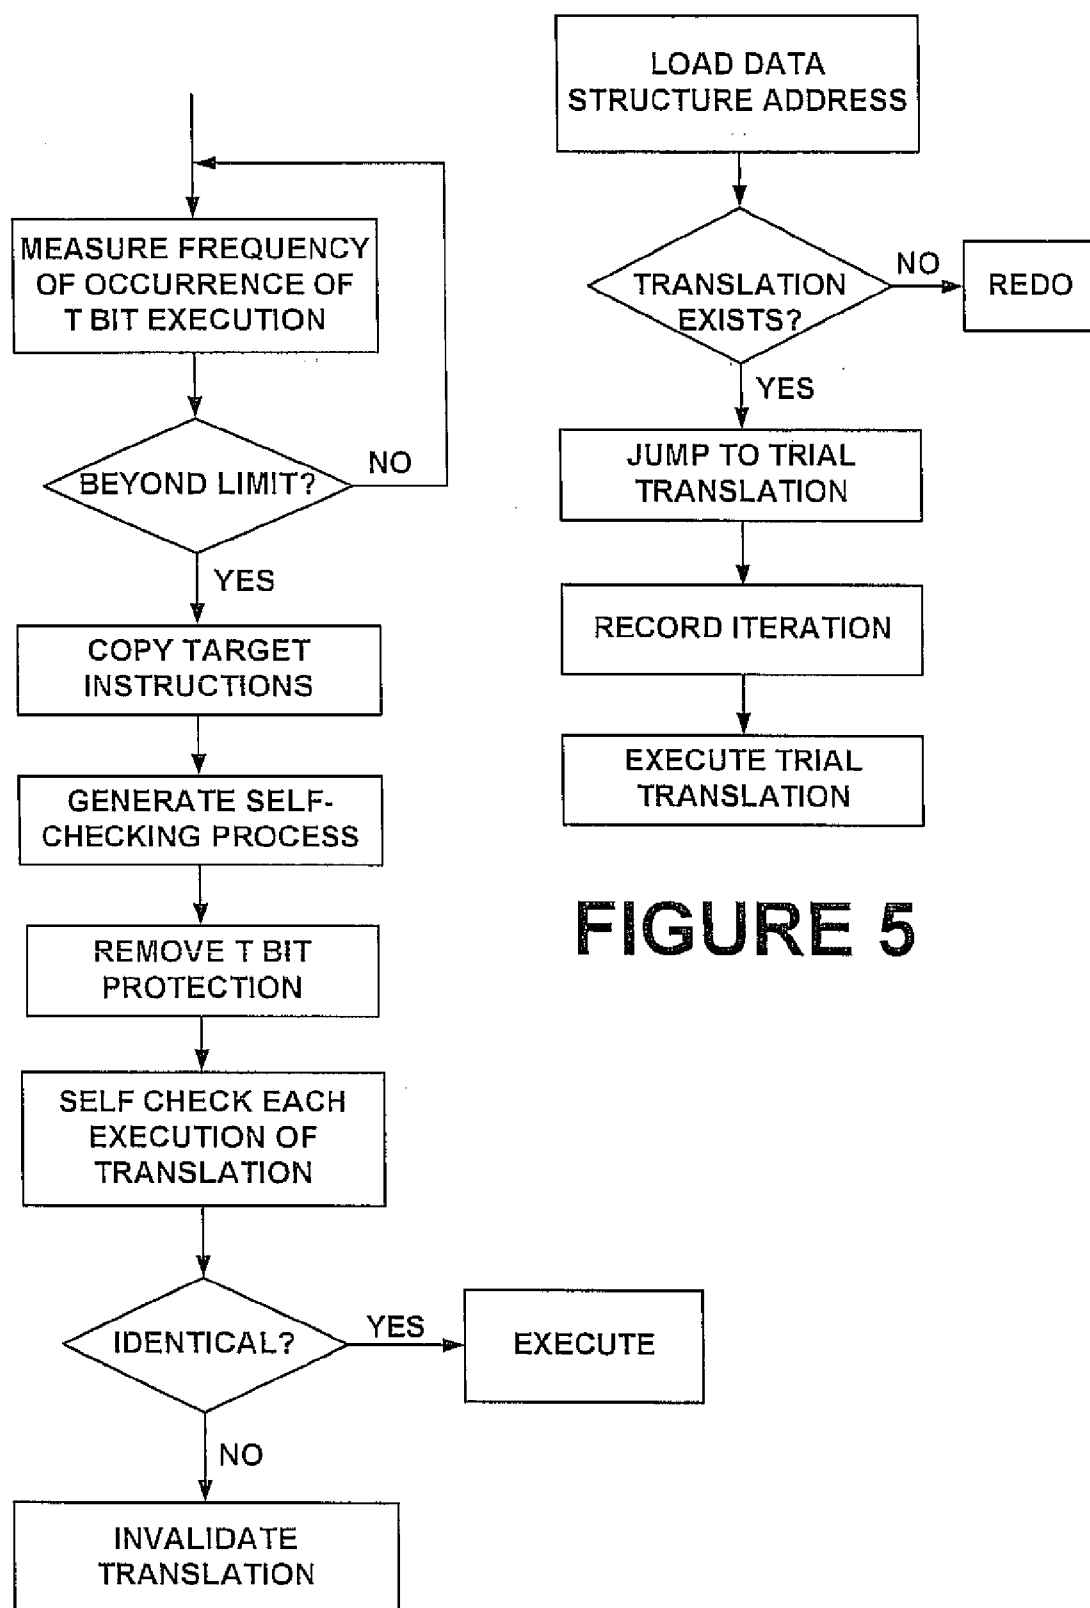 MEASURE FREQUENCY
OF OCCURRENCE OF
T BIT EXECUTION
BEYOND LIMIT?
NO
YES
COPY TARGET
INSTRUCTIONS
GENERATE SELF-
CHECKING PROCESS
REMOVE T BIT
PROTECTION
SELF CHECK EACH
EXECUTION OF
TRANSLATION
IDENTICAL?
YES
EXECUTE
NO
INVALIDATE
TRANSLATION
LOAD DATA
STRUCTURE ADDRESS
TRANSLATION
EXISTS?
NO
REDO
YES
JUMP TO TRIAL
TRANSLATION
RECORD ITERATION
EXECUTE TRIAL
TRANSLATION
FIGURE 5